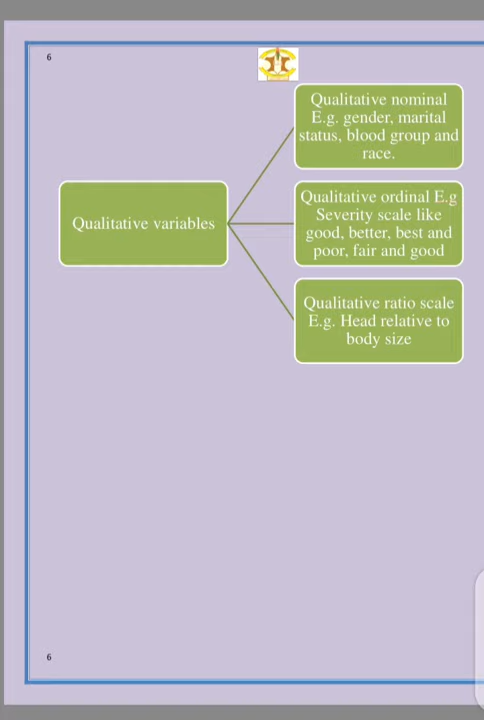 6
Qualitative nominal
E.g. gender, marital
status, blood group and
race.
Qualitative variables
Qualitative ordinal E.g
Severity scale like
good, better, best and
poor, fair and good
Qualitative ratio scale
E.g. Head relative to
body size
6